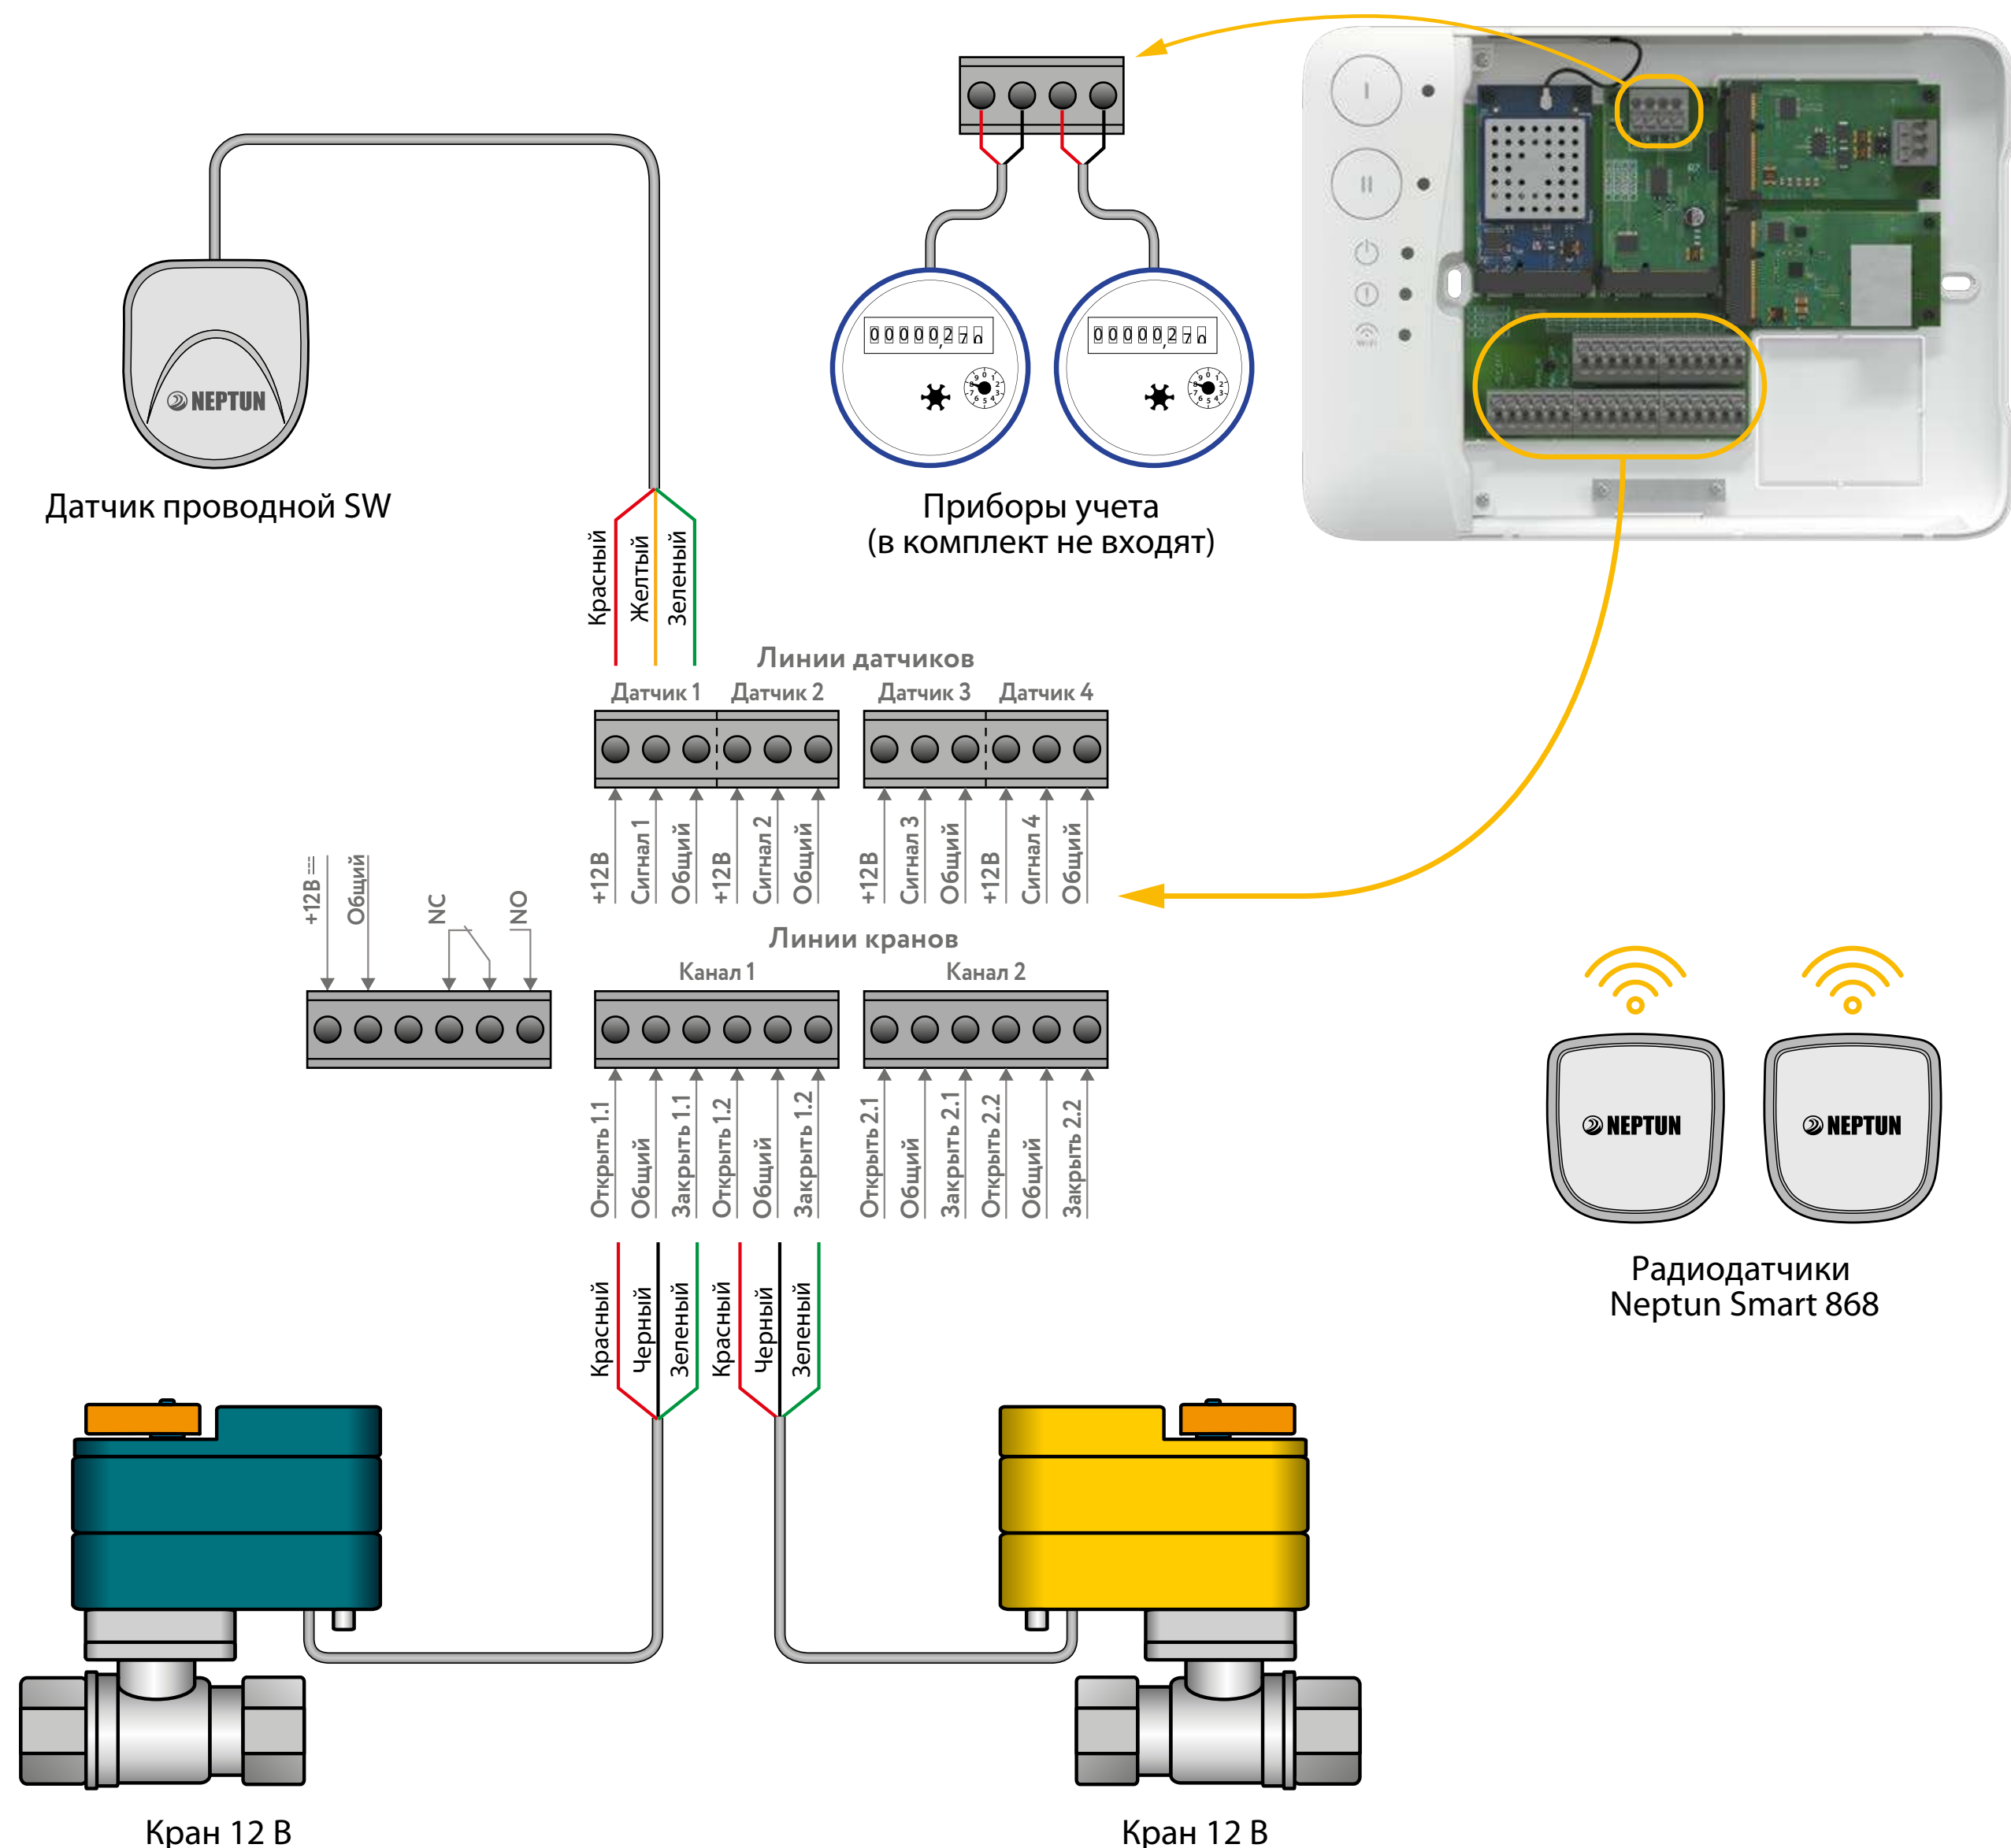 I
II
WiFi
NEPTUN
Датчик проводной SW
Приборы учета
(в комплект не входят)
Красный
Желтый
Зеленый
Линии датчиков
Датчик 1
Датчик 2
Датчик 3
Датчик 4
+12В
Сигнал 1
Общий
+12В
Сигнал 2
Общий
+12В
Сигнал 3
Общий
+12В
Сигнал 4
Общий
+12В
Общий
NC
NO
Линии кранов
Канал 1
Канал 2
Открыть 1.1
Общий
Закрыть 1.1
Открыть 1.2
Общий
Закрыть 1.2
Открыть 2.1
Общий
Закрыть 2.1
Открыть 2.2
Общий
Закрыть 2.2
Красный
Черный
Зеленый
Красный
Черный
Зеленый
NEPTUN
NEPTUN
Радиодатчики
Neptun Smart 868
Кран 12 В
Кран 12 В